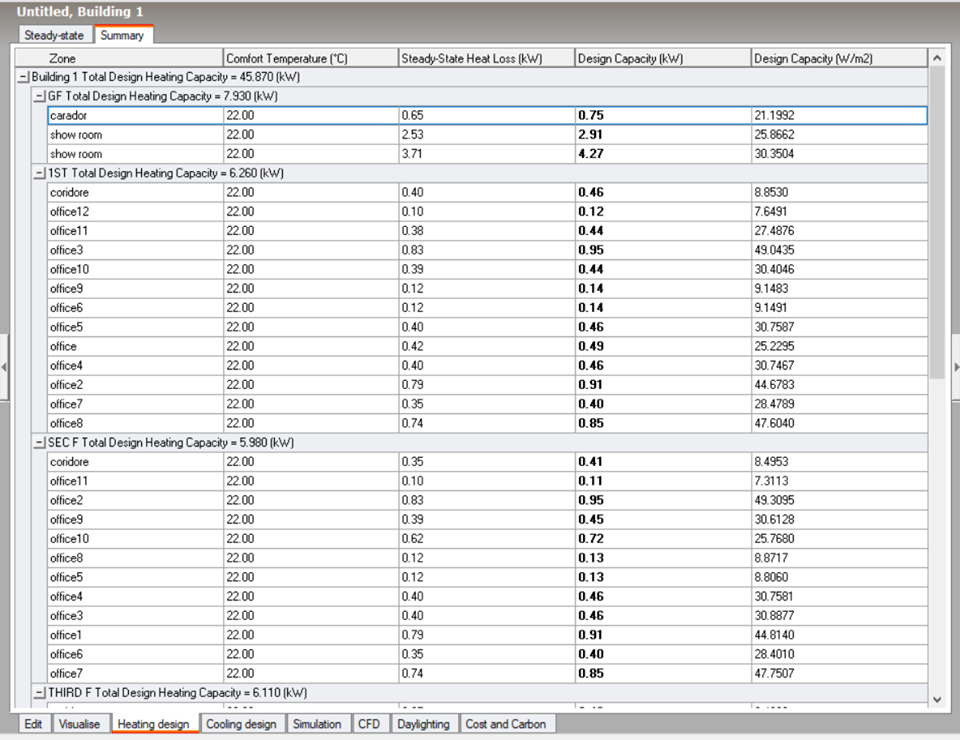 Untitled, Building 1
Steady-state Summary
Zone Comfort Temperature (°C) Steady-State Heat Loss (kW) Design Capacity (kW) Design Capacity (W/m2)
Building 1 Total Design Heating Capacity = 45.870 (kW)
GF Total Design Heating Capacity = 7.930 (kW)
carador 22.00 0.65 0.75 21.1992
show room 22.00 2.53 2.91 25.8662
show room 22.00 3.71 4.27 30.3504
1ST Total Design Heating Capacity = 6.260 (kW)
coridore 22.00 0.40 0.46 8.8530
office12 22.00 0.10 0.12 7.6491
office11 22.00 0.38 0.44 27.4876
office3 22.00 0.83 0.95 49.0435
office10 22.00 0.39 0.44 30.4046
office9 22.00 0.12 0.14 9.1483
office6 22.00 0.12 0.14 9.1491
office5 22.00 0.40 0.46 30.7587
office 22.00 0.42 0.49 25.2295
office4 22.00 0.40 0.46 30.7467
office2 22.00 0.79 0.91 44.6783
office7 22.00 0.35 0.40 28.4789
office8 22.00 0.74 0.85 47.6040
SEC F Total Design Heating Capacity = 5.980 (kW)
coridore 22.00 0.35 0.41 8.4953
office11 22.00 0.10 0.11 7.3113
office2 22.00 0.83 0.95 49.3095
office9 22.00 0.39 0.45 30.6128
office10 22.00 0.62 0.72 25.7680
office8 22.00 0.12 0.13 8.8717
office5 22.00 0.12 0.13 8.8060
office4 22.00 0.40 0.46 30.7581
office3 22.00 0.40 0.46 30.8877
office1 22.00 0.79 0.91 44.8140
office6 22.00 0.35 0.40 28.4010
office7 22.00 0.74 0.85 47.7507
THIRD F Total Design Heating Capacity = 6.110 (kW)
Edit Visualise Heating design Cooling design Simulation CFD Daylighting Cost and Carbon